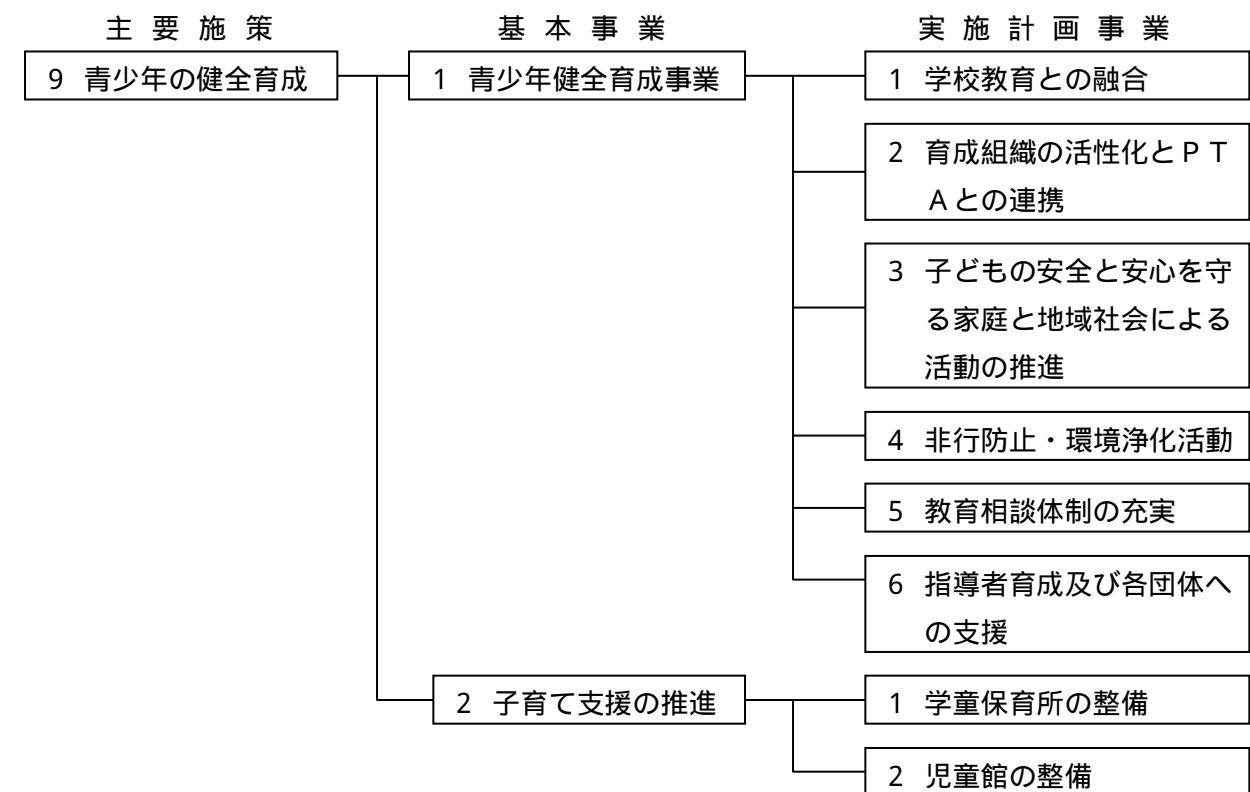 主要施策 基本事業 実施計画事業
9 青少年の健全育成
1 青少年健全育成事業
1 学校教育との融合
2 育成組織の活性化とＰＴ
Ａとの連携
3 子どもの安全と安心を守
る家庭と地域社会による
活動の推進
4 非行防止・環境浄化活動
5 教育相談体制の充実
6 指導者育成及び各団体へ
の支援
2 子育て支援の推進
1 学童保育所の整備
2 児童館の整備